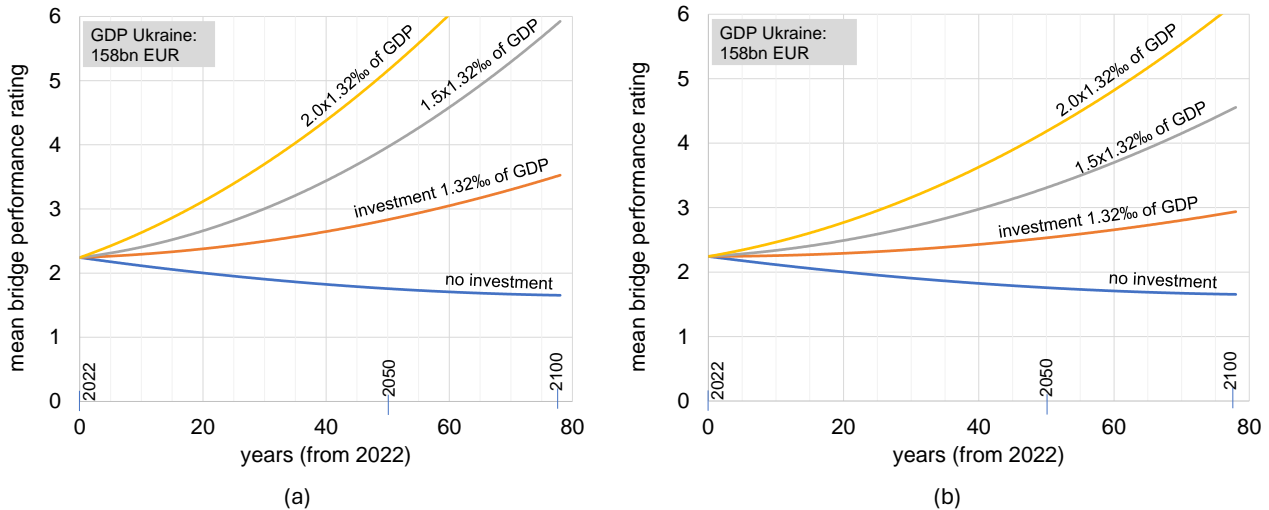 6
5
4
3
2
1
0
mean bridge performance rating
GDP Ukraine:
158bn EUR
2.0x1.32‰ of GDP
1.5x1.32‰ of GDP
investment 1.32‰ of GDP
no investment
2022
2050
2100
0
20
40
60
80
years (from 2022)
(a)
6
5
4
3
2
1
0
mean bridge performance rating
GDP Ukraine:
158bn EUR
2.0x1.32‰ of GDP
1.5x1.32‰ of GDP
investment 1.32‰ of GDP
no investment
2022
2050
2100
0
20
40
60
80
years (from 2022)
(b)